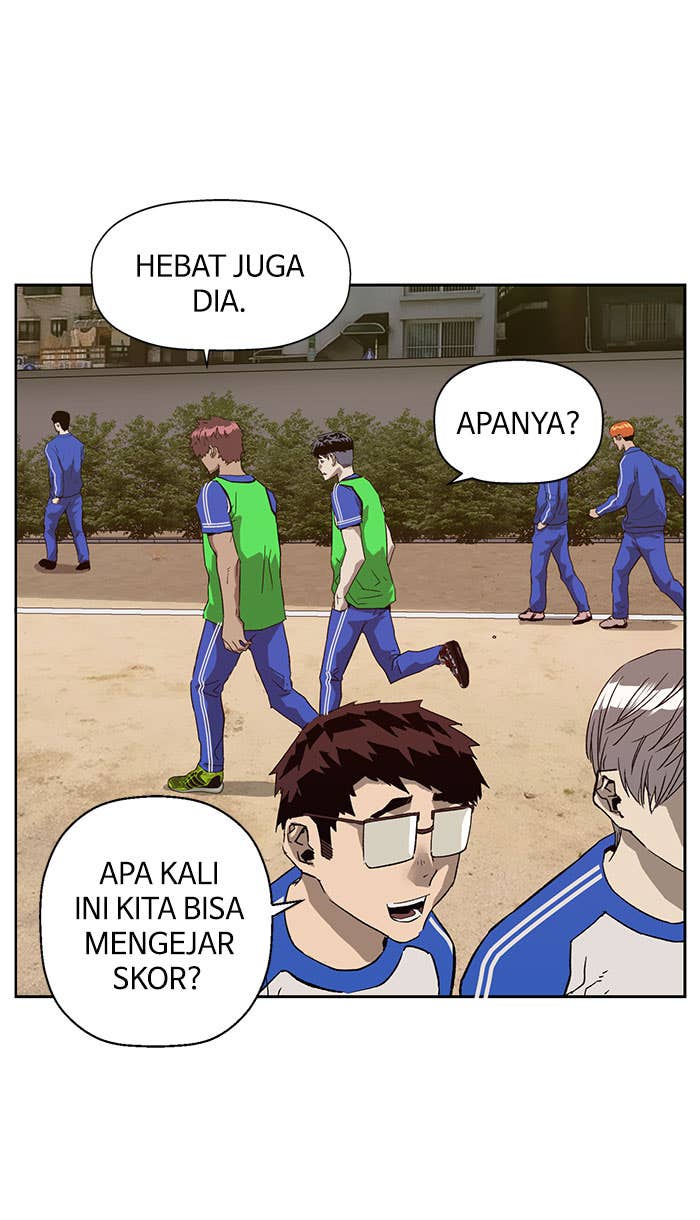 HEBAT JUGA
DIA.
APANYA?
APA KALI
INI KITA BISA
MENGEJAR
SKOR?